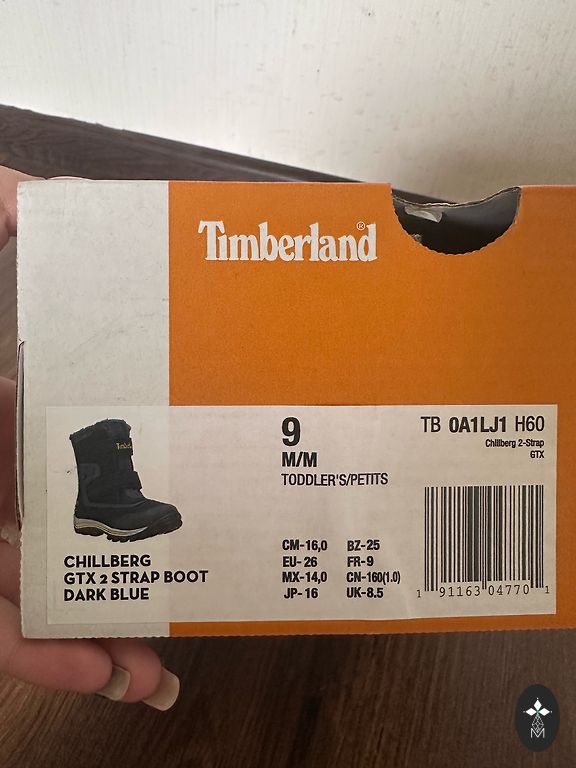 Timberland®
Timberland
9
M/M
TODDLER'S/PETITS
TB 0A1LJ1 H60
Chillberg 2-Strap
GTX
CHILLBERG
GTX 2 STRAP BOOT
DARK BLUE
CM-16,0 BZ-25
EU- 26 FR-9
MX-14,0 CN-160(1.0)
JP- 16 UK-8.5
1 91163 04770 1
M